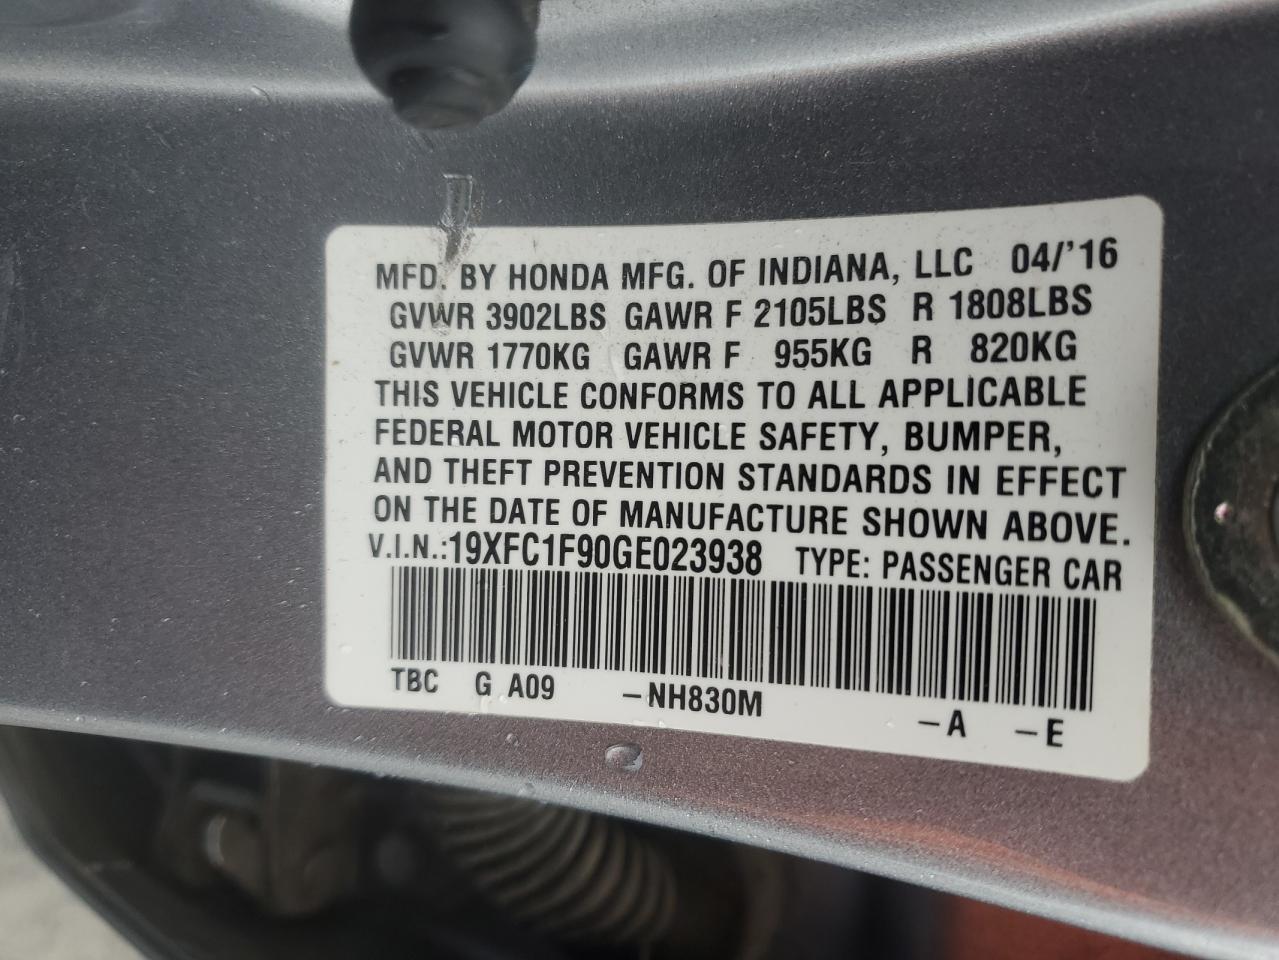 MFD. BY HONDA MFG. OF INDIANA, LLC 04/'16
GVWR 3902LBS GAWR F 2105LBS R 1808LBS
GVWR 1770KG GAWR F 955KG R 820KG
THIS VEHICLE CONFORMS TO ALL APPLICABLE
FEDERAL MOTOR VEHICLE SAFETY, BUMPER,
AND THEFT PREVENTION STANDARDS IN EFFECT
ON THE DATE OF MANUFACTURE SHOWN ABOVE.
V.I.N.:19XFC1F90GE023938 TYPE: PASSENGER CAR
TBC G A09 -NH830M -A -E